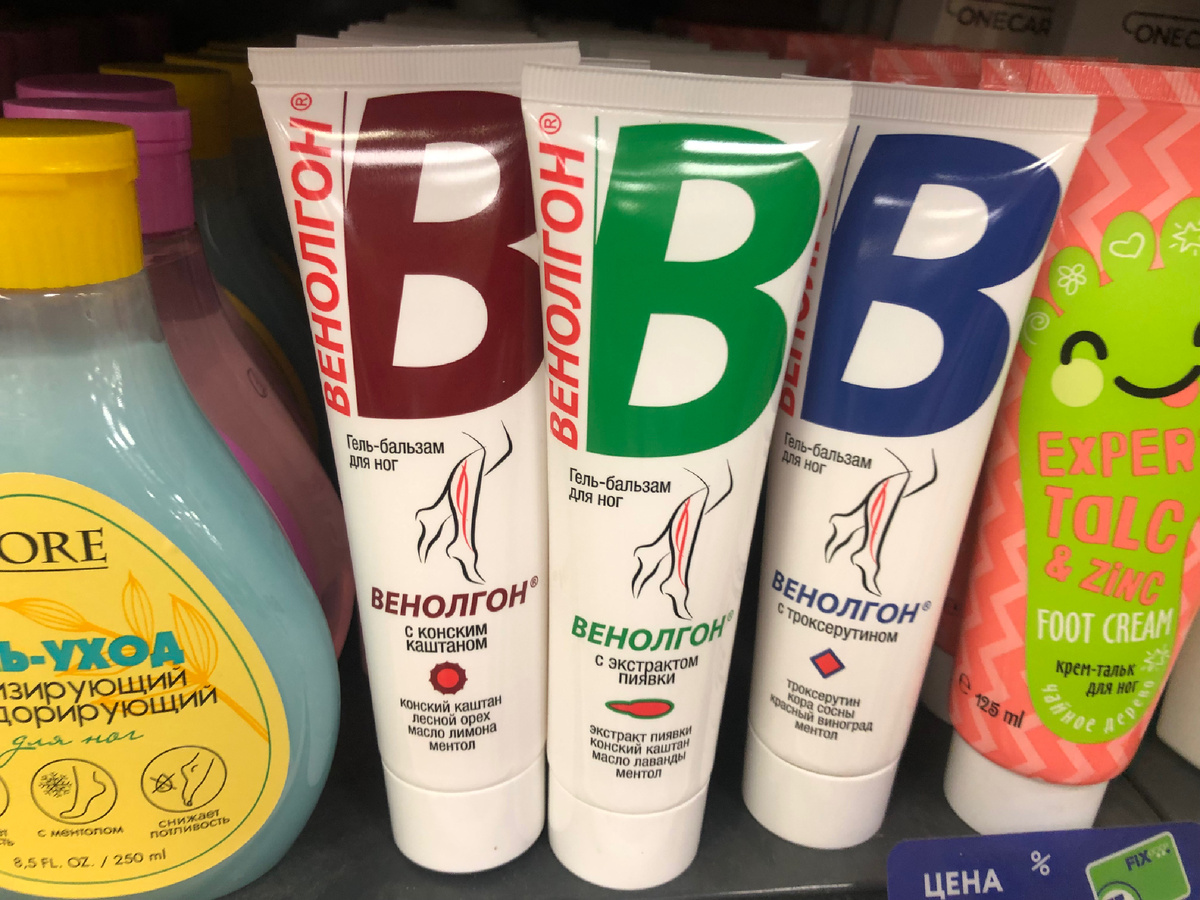 ONECAR
ORE
Ь-УХОД
изирующий
дорирующий
для ног
с ментолом
снижает
потливость
8,5 FL. OZ. / 250 ml
ВЕНОЛГОН®
В
Гель-бальзам
для ног
ВЕНОЛГОН®
с конским
каштаном
конский каштан
лесной орех
масло лимона
ментол
ВЕНОЛГОН®
В
Гель-бальзам
для ног
ВЕНОЛГОН®
с экстрактом
пиявки
экстракт пиявки
конский каштан
масло лаванды
ментол
В
Гель-бальзам
для ног
ВЕНОЛГОН®
с троксерутином
троксерутин
кора сосны
красный виноград
ментол
EXPER
TALC
& ZINC
FOOT CREAM
крем-тальк
для ног
чайное дерево
℮ 125 ml
ЦЕНА %
FIX